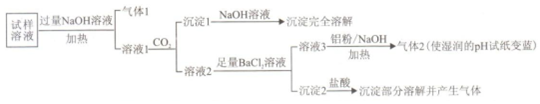 试样溶液
过量NaOH溶液
加热
气体1
溶液1
CO₂
沉淀1
NaOH溶液
沉淀完全溶解
溶液2
足量BaCl₂溶液
溶液3
铝粉/NaOH
加热
气体2(使湿润的pH试纸变蓝)
沉淀2
盐酸
沉淀部分溶解并产生气体